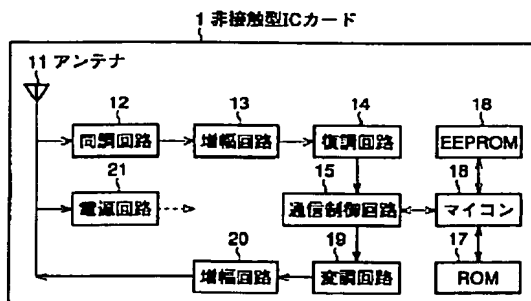 1 非接触型ICカード
11 アンテナ
12
13
14
18
同調回路
増幅回路
復調回路
EEPROM
21
15
16
電源回路
通信制御回路
マイコン
20
19
17
増幅回路
変調回路
ROM